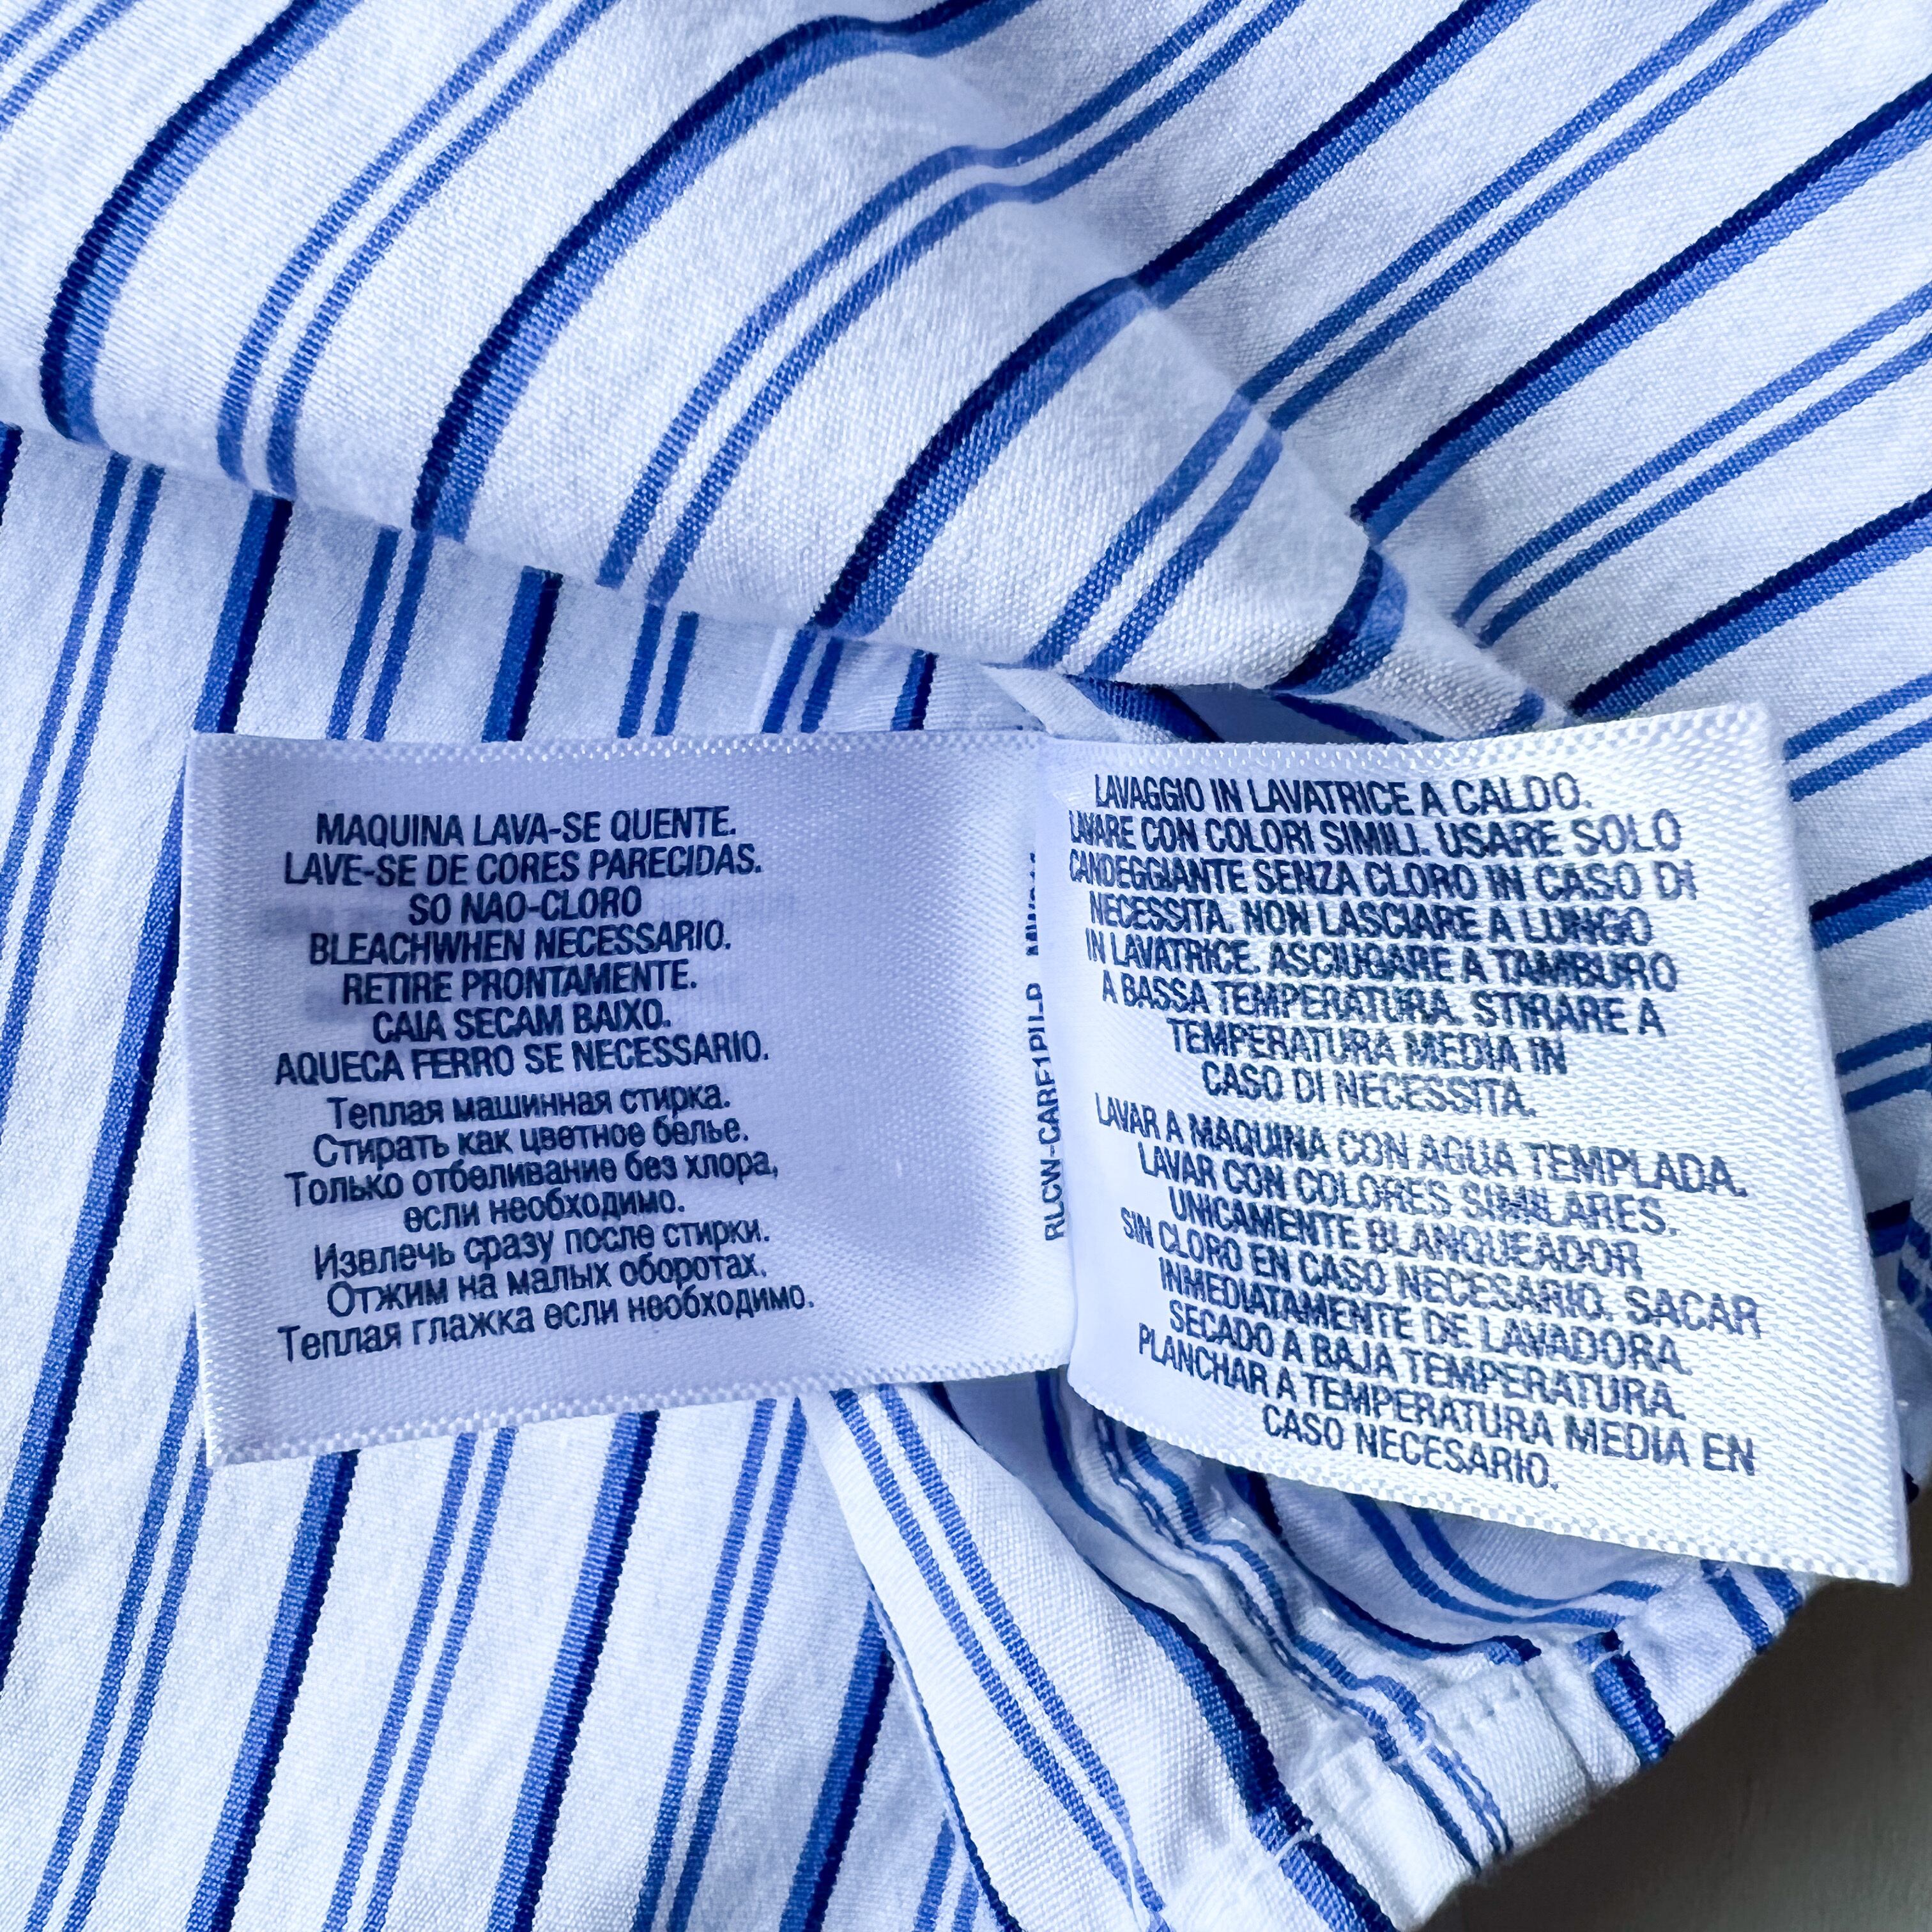 MAQUINA LAVA-SE QUENTE.
LAVE-SE DE CORES PARECIDAS.
SO NAO-CLORO
BLEACHWHEN NECESSARIO.
RETIRE PRONTAMENTE.
CAIA SECAM BAIXO.
AQUECA FERRO SE NECESSARIO.
Теплая машинная стирка.
Стирать как цветное белье.
Только отбеливание без хлора,
если необходимо.
Извлечь сразу после стирки.
Отжим на малых оборотах.
Теплая глажка если необходимо.
RLCW-CARE1PU-P
LAVAGGIO IN LAVATRICE A CALDO.
LAVARE CON COLORI SIMILI. USARE SOLO
CANDEGGIANTE SENZA CLORO IN CASO DI
NECESSITA. NON LASCIARE A LUNGO
IN LAVATRICE. ASCIUGARE A TAMBURO
A BASSA TEMPERATURA. STIRARE A
TEMPERATURA MEDIA IN
CASO DI NECESSITA.
LAVAR A MAQUINA CON AGUA TEMPLADA.
LAVAR CON COLORES SIMILARES.
UNICAMENTE BLANQUEADOR
SIN CLORO EN CASO NECESARIO. SACAR
INMEDIATAMENTE DE LAVADORA.
SECADO A BAJA TEMPERATURA.
PLANCHAR A TEMPERATURA MEDIA EN
CASO NECESARIO.